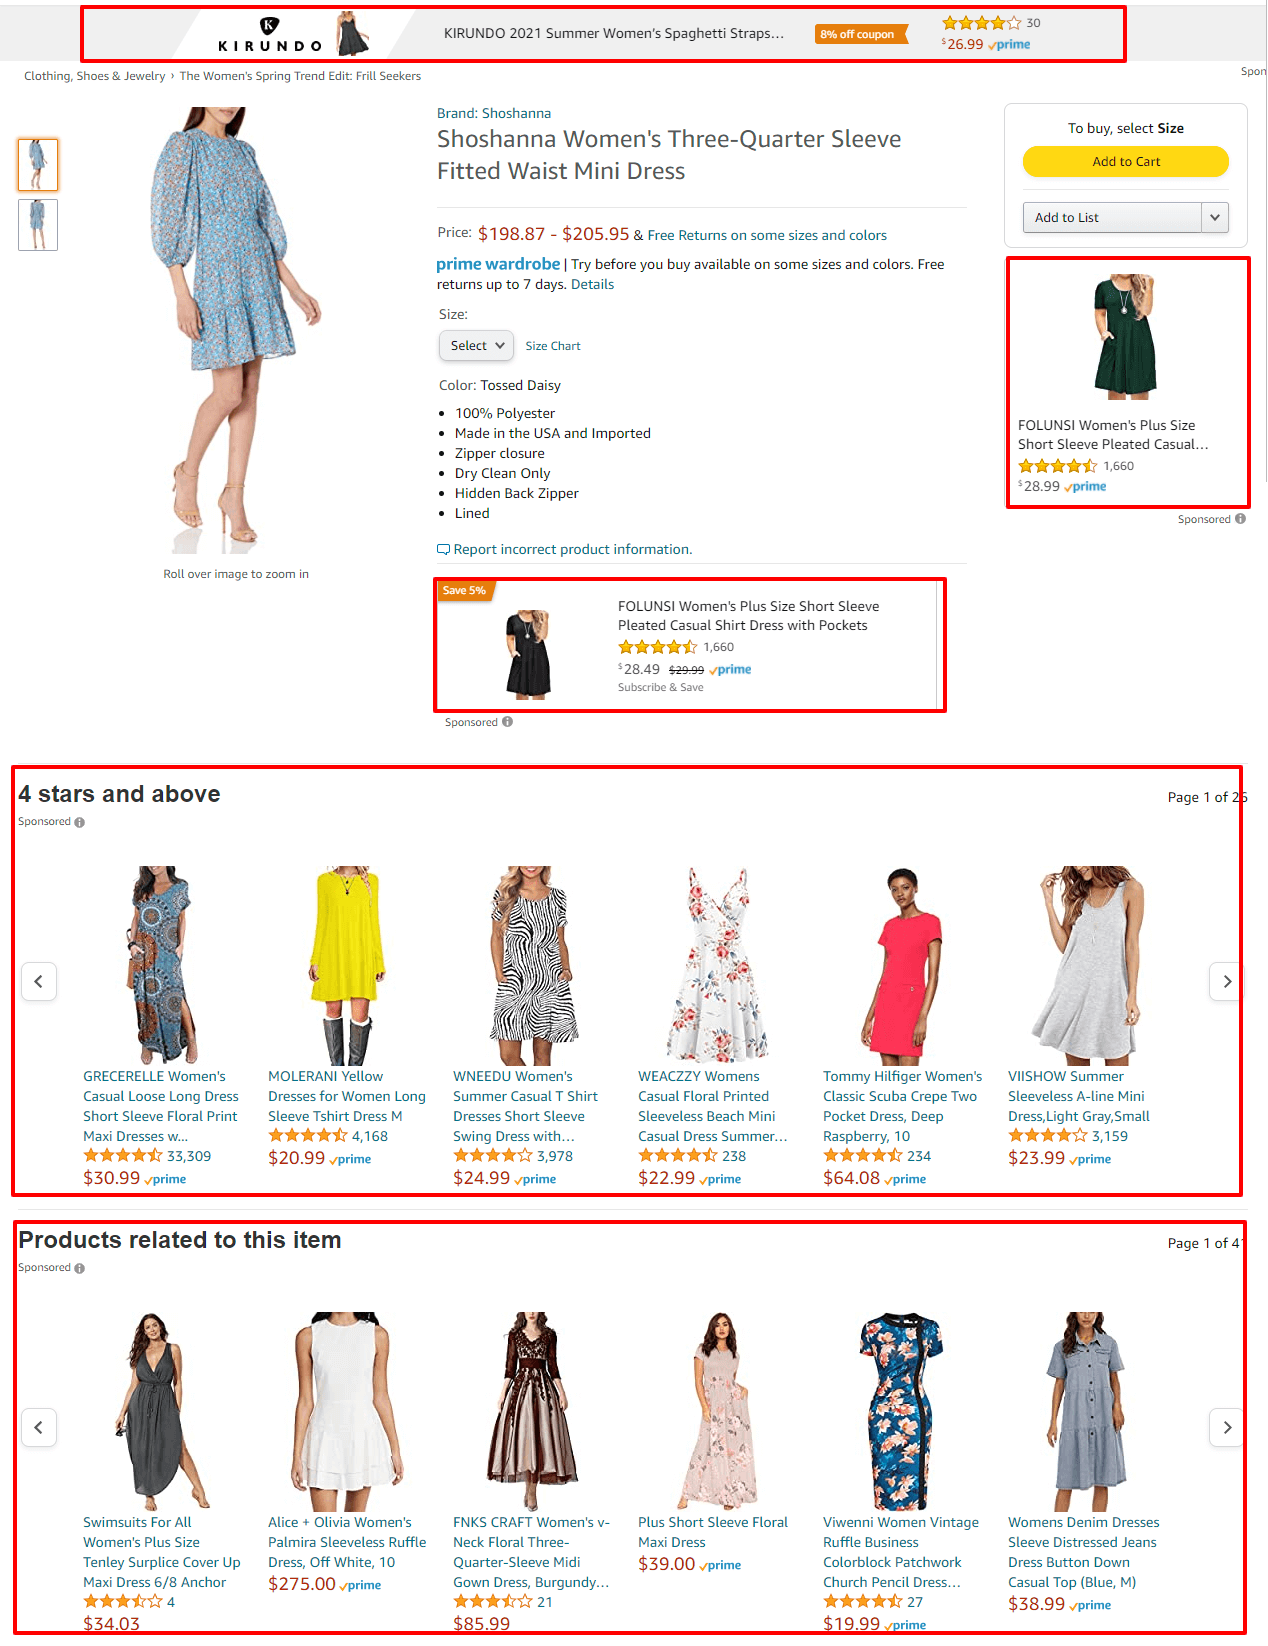 K
KIRUNDO
KIRUNDO 2021 Summer Women's Spaghetti Straps...
8% off coupon
30
$26.99 prime
Clothing, Shoes & Jewelry › The Women's Spring Trend Edit: Frill Seekers
Spon
Brand: Shoshanna
Shoshanna Women's Three-Quarter Sleeve
Fitted Waist Mini Dress
Price: $198.87 - $205.95 & Free Returns on some sizes and colors
prime wardrobe | Try before you buy available on some sizes and colors. Free
returns up to 7 days. Details
Size:
Select
Size Chart
Color: Tossed Daisy
• 100% Polyester
• Made in the USA and Imported
• Zipper closure
• Dry Clean Only
• Hidden Back Zipper
• Lined
Report incorrect product information.
Roll over image to zoom in
To buy, select Size
Add to Cart
Add to List
FOLUNSI Women's Plus Size
Short Sleeve Pleated Casual...
1,660
$28.99 prime
Sponsored
Save 5%
FOLUNSI Women's Plus Size Short Sleeve
Pleated Casual Shirt Dress with Pockets
1,660
$28.49 $29.99 prime
Subscribe & Save
Sponsored
4 stars and above
Page 1 of 26
Sponsored
GRECERELLE Women's
Casual Loose Long Dress
Short Sleeve Floral Print
Maxi Dresses w...
33,309
$30.99 prime
MOLERANI Yellow
Dresses for Women Long
Sleeve Tshirt Dress M
4,168
$20.99 prime
WNEEDU Women's
Summer Casual T Shirt
Dresses Short Sleeve
Swing Dress with...
3,978
$24.99 prime
WEACZZY Womens
Casual Floral Printed
Sleeveless Beach Mini
Casual Dress Summer...
238
$22.99 prime
Tommy Hilfiger Women's
Classic Scuba Crepe Two
Pocket Dress, Deep
Raspberry, 10
234
$64.08 prime
VIISHOW Summer
Sleeveless A-line Mini
Dress,Light Gray,Small
3,159
$23.99 prime
Products related to this item
Page 1 of 41
Sponsored
Swimsuits For All
Women's Plus Size
Tenley Surplice Cover Up
Maxi Dress 6/8 Anchor
4
$34.03
Alice + Olivia Women's
Palmira Sleeveless Ruffle
Dress, Off White, 10
$275.00 prime
FNKS CRAFT Women's v-
Neck Floral Three-
Quarter-Sleeve Midi
Gown Dress, Burgundy...
21
$85.99
Plus Short Sleeve Floral
Maxi Dress
$39.00 prime
Viwenni Women Vintage
Ruffle Business
Colorblock Patchwork
Church Pencil Dress...
27
$19.99 prime
Womens Denim Dresses
Sleeve Distressed Jeans
Dress Button Down
Casual Top (Blue, M)
$38.99 prime